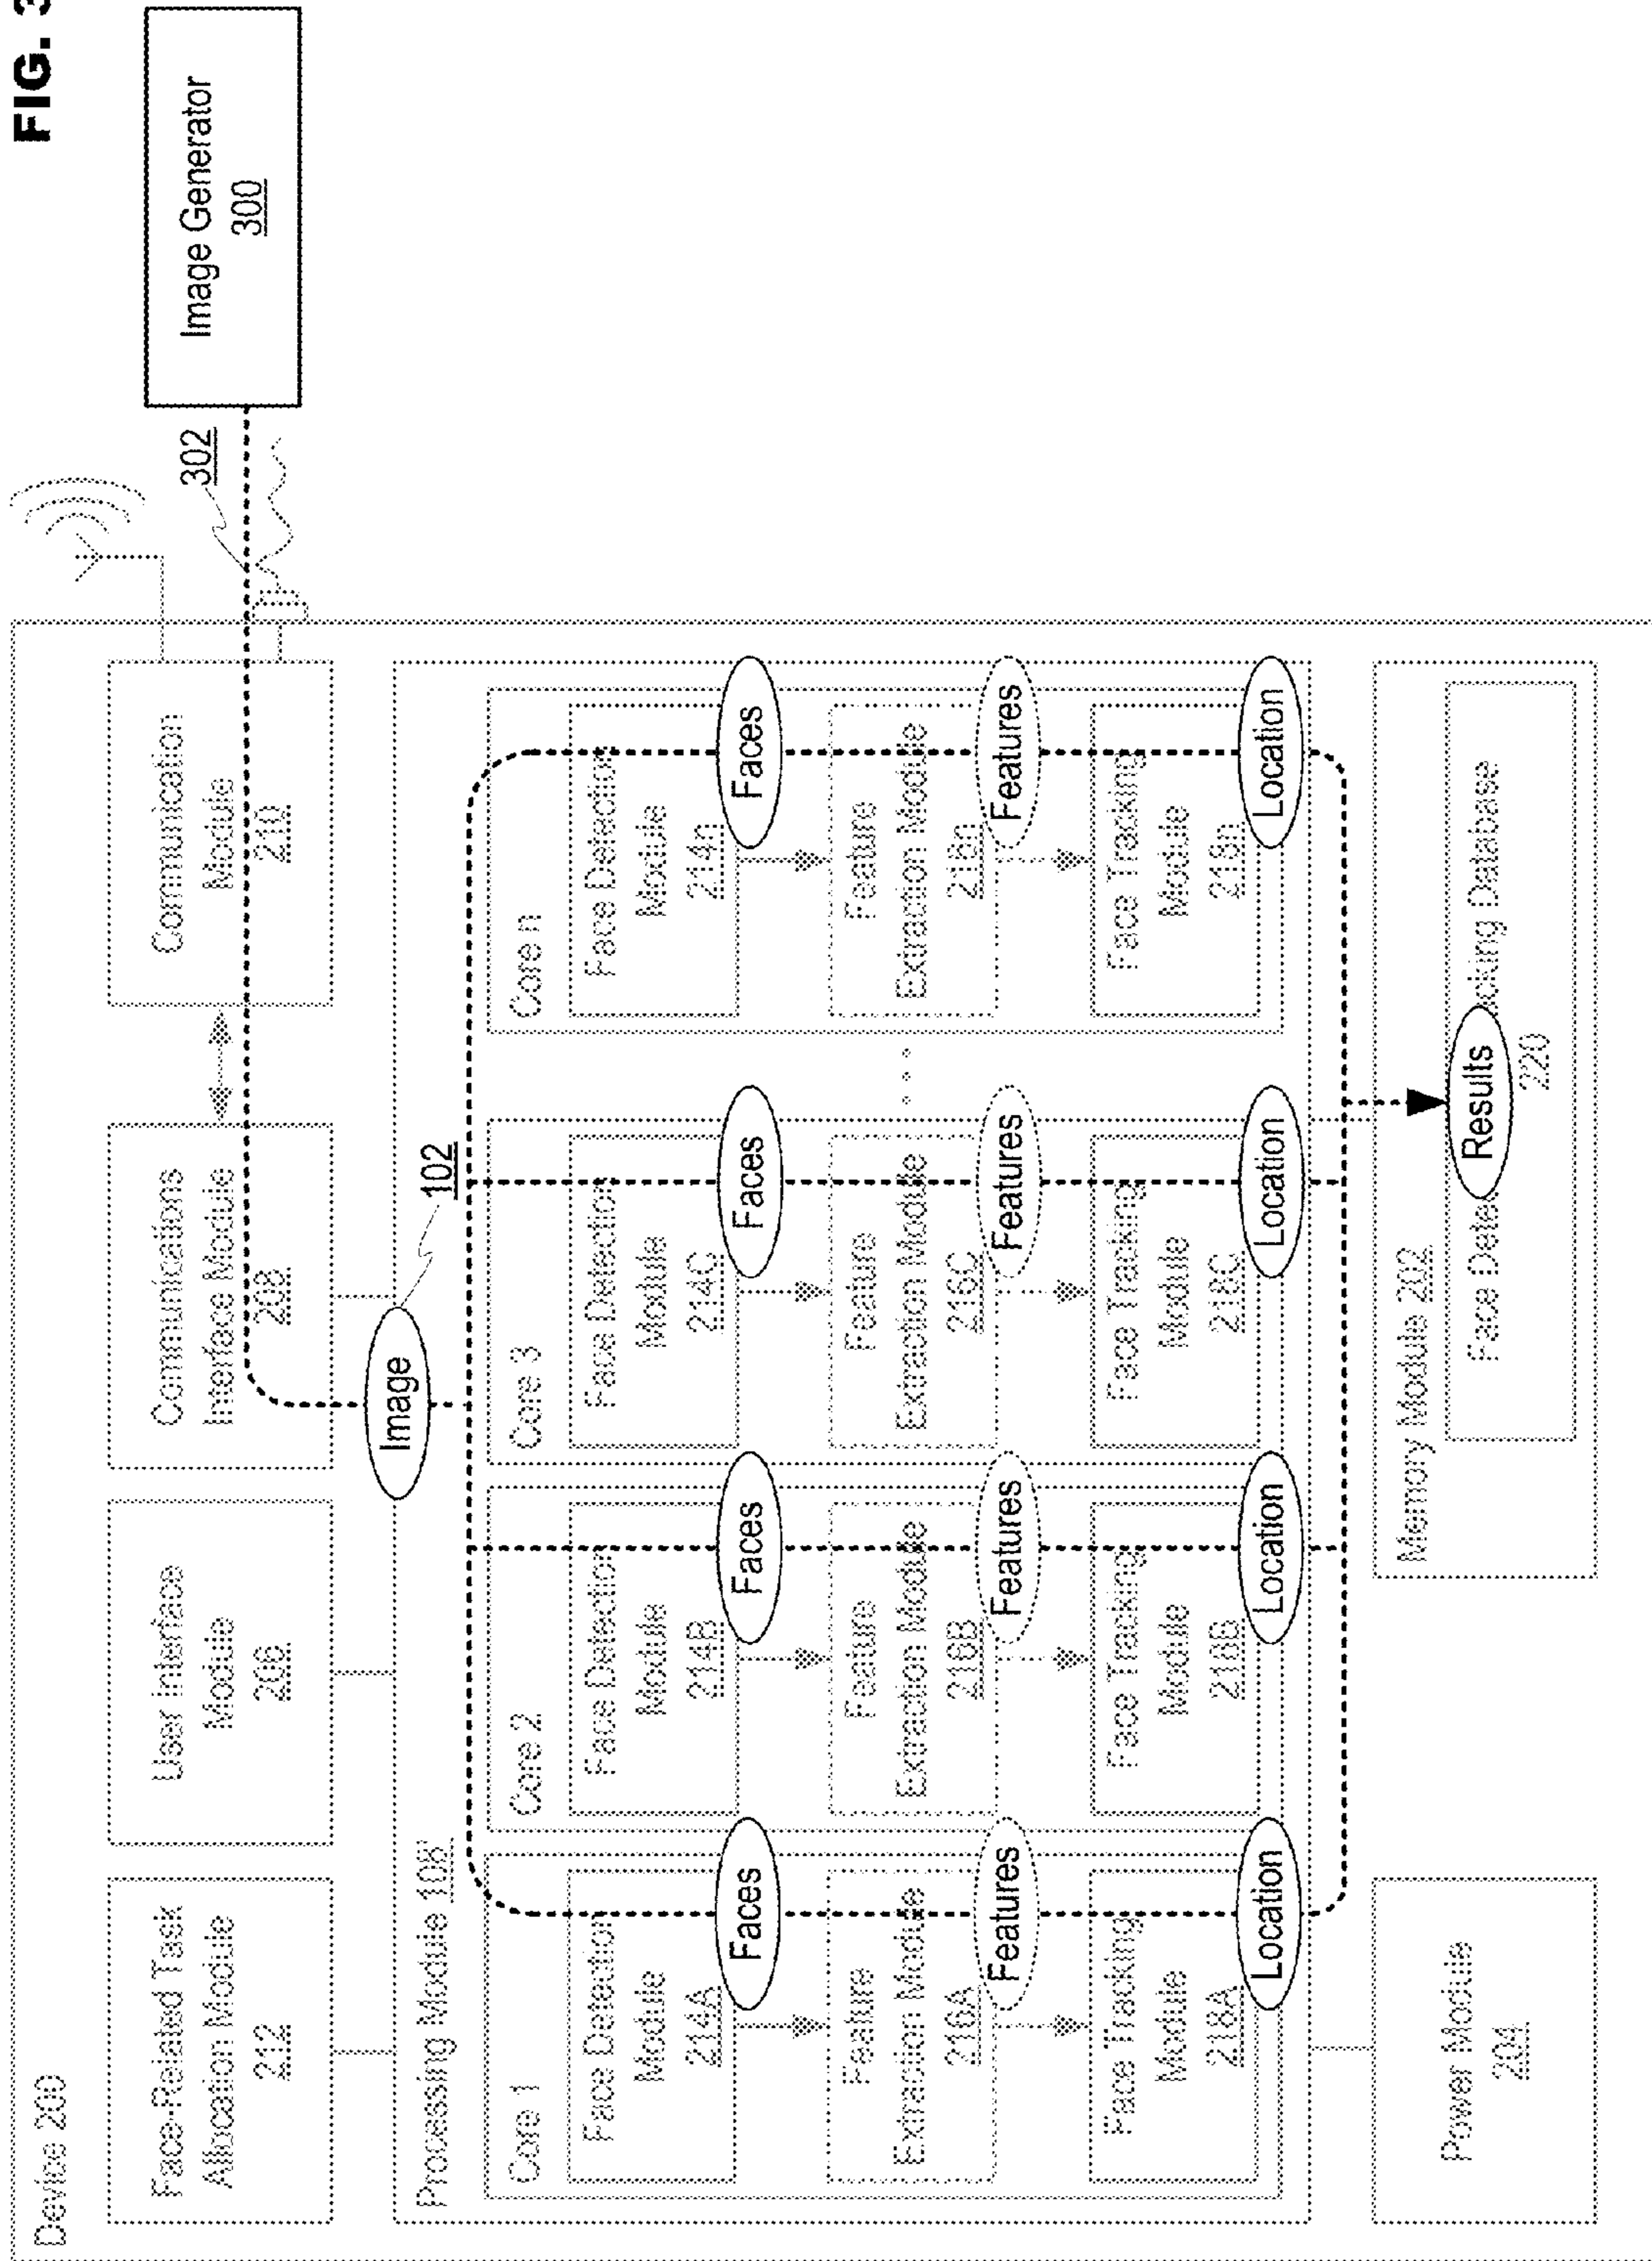 FIG. 3
Device 200
Face-Related Task
Allocation Module
212
User Interface
Module
206
Communications
Interface Module
208
Communication
Module
210
302
Image Generator
300
Image
102
Processing Module 108'
Core 1
Face Detection
Module
214A
Faces
Feature
Extraction Module
216A
Features
Face Tracking
Module
218A
Location
Core 2
Face Detection
Module
214B
Faces
Feature
Extraction Module
216B
Features
Face Tracking
Module
218B
Location
Core 3
Face Detection
Module
214C
Faces
Feature
Extraction Module
216C
Features
Face Tracking
Module
218C
Location
Core n
Face Detection
Module
214n
Faces
Feature
Extraction Module
216n
Features
Face Tracking
Module
218n
Location
Power Module
204
Memory Module 202
Face Database
Results
220